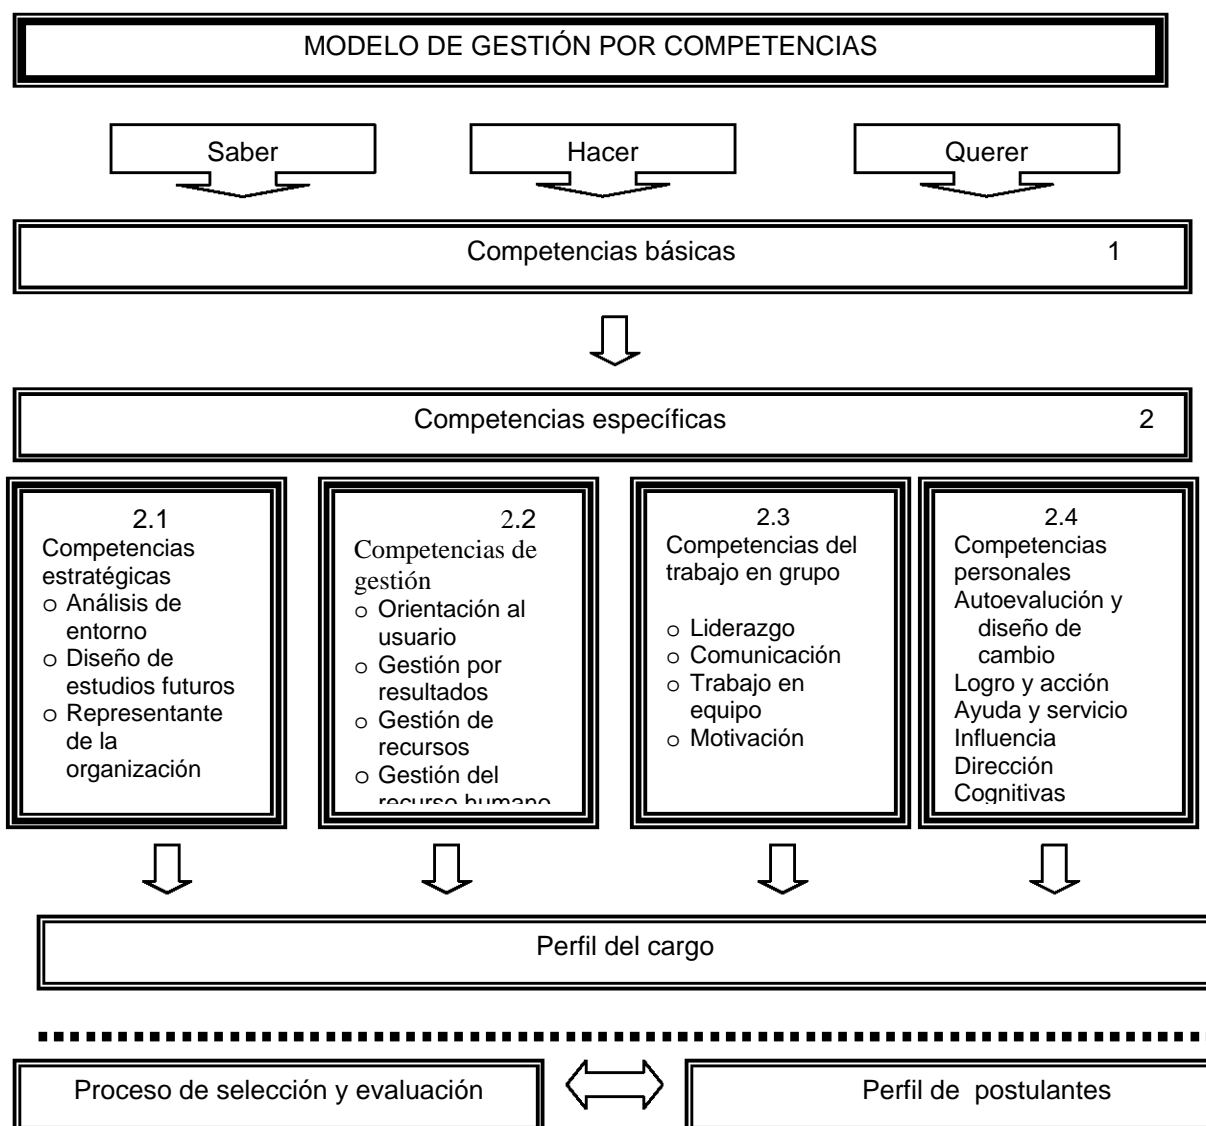 MODELO DE GESTIÓN POR COMPETENCIAS
Saber
Hacer
Querer
Competencias básicas 1
Competencias específicas 2
2.1
Competencias
estratégicas
o Análisis de
entorno
o Diseño de
estudios futuros
o Representante
de la
organización
2.2
Competencias de
gestión
o Orientación al
usuario
o Gestión por
resultados
o Gestión de
recursos
o Gestión del
recurso humano
2.3
Competencias del
trabajo en grupo
o Liderazgo
o Comunicación
o Trabajo en
equipo
o Motivación
2.4
Competencias
personales
Autoevalución y
diseño de
cambio
Logro y acción
Ayuda y servicio
Influencia
Dirección
Cognitivas
Perfil del cargo
Proceso de selección y evaluación
Perfil de postulantes